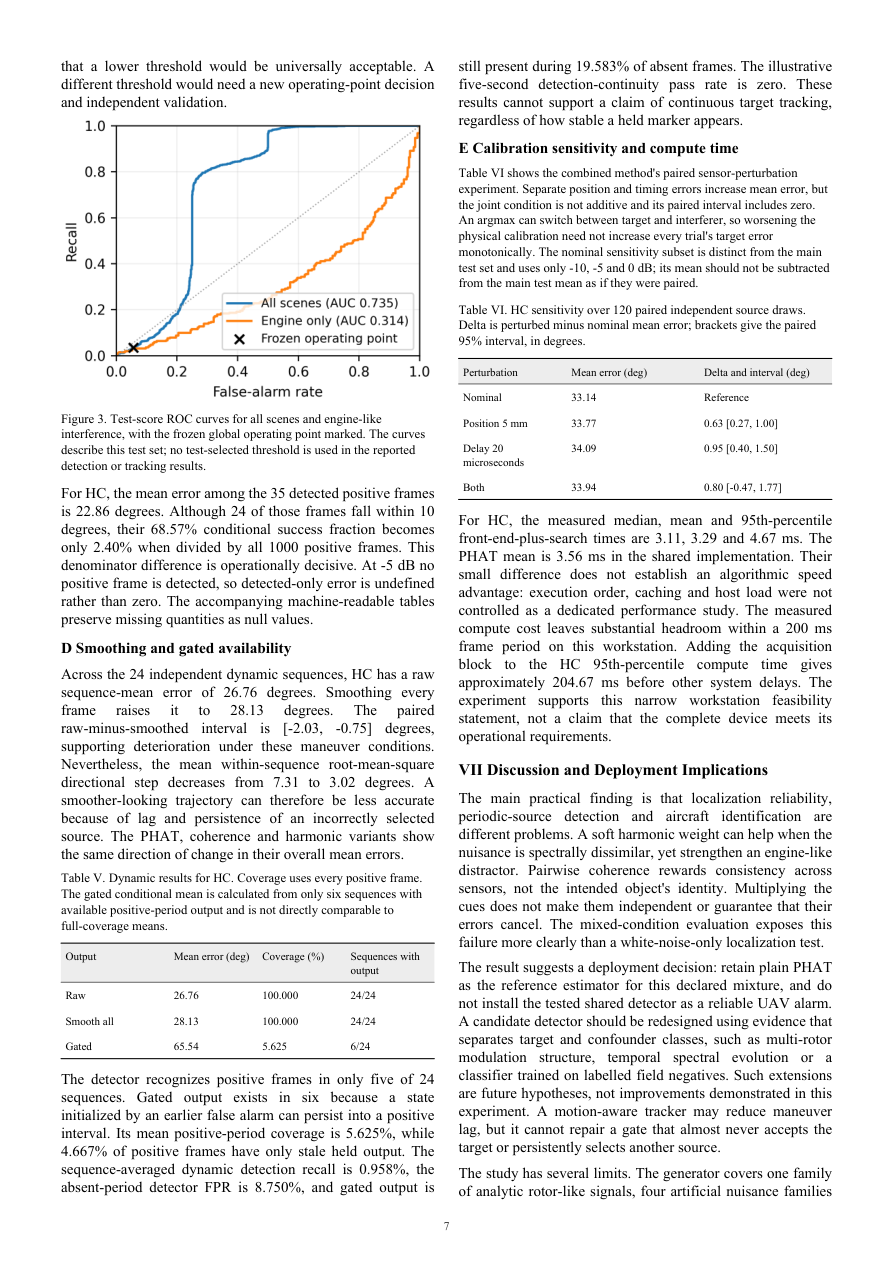 that a lower threshold would be universally acceptable. A
different threshold would need a new operating-point decision
and independent validation.
1.0
0.8
0.6
0.4
0.2
0.0
Recall
All scenes (AUC 0.735)
Engine only (AUC 0.314)
Frozen operating point
0.0 0.2 0.4 0.6 0.8 1.0
False-alarm rate
Figure 3. Test-score ROC curves for all scenes and engine-like
interference, with the frozen global operating point marked. The curves
describe this test set; no test-selected threshold is used in the reported
detection or tracking results.
For HC, the mean error among the 35 detected positive frames
is 22.86 degrees. Although 24 of those frames fall within 10
degrees, their 68.57% conditional success fraction becomes
only 2.40% when divided by all 1000 positive frames. This
denominator difference is operationally decisive. At -5 dB no
positive frame is detected, so detected-only error is undefined
rather than zero. The accompanying machine-readable tables
preserve missing quantities as null values.
D Smoothing and gated availability
Across the 24 independent dynamic sequences, HC has a raw
sequence-mean error of 26.76 degrees. Smoothing every
frame raises it to 28.13 degrees. The paired
raw-minus-smoothed interval is [-2.03, -0.75] degrees,
supporting deterioration under these maneuver conditions.
Nevertheless, the mean within-sequence root-mean-square
directional step decreases from 7.31 to 3.02 degrees. A
smoother-looking trajectory can therefore be less accurate
because of lag and persistence of an incorrectly selected
source. The PHAT, coherence and harmonic variants show
the same direction of change in their overall mean errors.
Table V. Dynamic results for HC. Coverage uses every positive frame.
The gated conditional mean is calculated from only six sequences with
available positive-period output and is not directly comparable to
full-coverage means.
Output Mean error (deg) Coverage (%) Sequences with
output
Raw 26.76 100.000 24/24
Smooth all 28.13 100.000 24/24
Gated 65.54 5.625 6/24
The detector recognizes positive frames in only five of 24
sequences. Gated output exists in six because a state
initialized by an earlier false alarm can persist into a positive
interval. Its mean positive-period coverage is 5.625%, while
4.667% of positive frames have only stale held output. The
sequence-averaged dynamic detection recall is 0.958%, the
absent-period detector FPR is 8.750%, and gated output is
still present during 19.583% of absent frames. The illustrative
five-second detection-continuity pass rate is zero. These
results cannot support a claim of continuous target tracking,
regardless of how stable a held marker appears.
E Calibration sensitivity and compute time
Table VI shows the combined method's paired sensor-perturbation
experiment. Separate position and timing errors increase mean error, but
the joint condition is not additive and its paired interval includes zero.
An argmax can switch between target and interferer, so worsening the
physical calibration need not increase every trial's target error
monotonically. The nominal sensitivity subset is distinct from the main
test set and uses only -10, -5 and 0 dB; its mean should not be subtracted
from the main test mean as if they were paired.
Table VI. HC sensitivity over 120 paired independent source draws.
Delta is perturbed minus nominal mean error; brackets give the paired
95% interval, in degrees.
Perturbation Mean error (deg) Delta and interval (deg)
Nominal 33.14 Reference
Position 5 mm 33.77 0.63 [0.27, 1.00]
Delay 20 34.09 0.95 [0.40, 1.50]
microseconds
Both 33.94 0.80 [-0.47, 1.77]
For HC, the measured median, mean and 95th-percentile
front-end-plus-search times are 3.11, 3.29 and 4.67 ms. The
PHAT mean is 3.56 ms in the shared implementation. Their
small difference does not establish an algorithmic speed
advantage: execution order, caching and host load were not
controlled as a dedicated performance study. The measured
compute cost leaves substantial headroom within a 200 ms
frame period on this workstation. Adding the acquisition
block to the HC 95th-percentile compute time gives
approximately 204.67 ms before other system delays. The
experiment supports this narrow workstation feasibility
statement, not a claim that the complete device meets its
operational requirements.
VII Discussion and Deployment Implications
The main practical finding is that localization reliability,
periodic-source detection and aircraft identification are
different problems. A soft harmonic weight can help when the
nuisance is spectrally dissimilar, yet strengthen an engine-like
distractor. Pairwise coherence rewards consistency across
sensors, not the intended object's identity. Multiplying the
cues does not make them independent or guarantee that their
errors cancel. The mixed-condition evaluation exposes this
failure more clearly than a white-noise-only localization test.
The result suggests a deployment decision: retain plain PHAT
as the reference estimator for this declared mixture, and do
not install the tested shared detector as a reliable UAV alarm.
A candidate detector should be redesigned using evidence that
separates target and confounder classes, such as multi-rotor
modulation structure, temporal spectral evolution or a
classifier trained on labelled field negatives. Such extensions
are future hypotheses, not improvements demonstrated in this
experiment. A motion-aware tracker may reduce maneuver
lag, but it cannot repair a gate that almost never accepts the
target or persistently selects another source.
The study has several limits. The generator covers one family
of analytic rotor-like signals, four artificial nuisance families
7